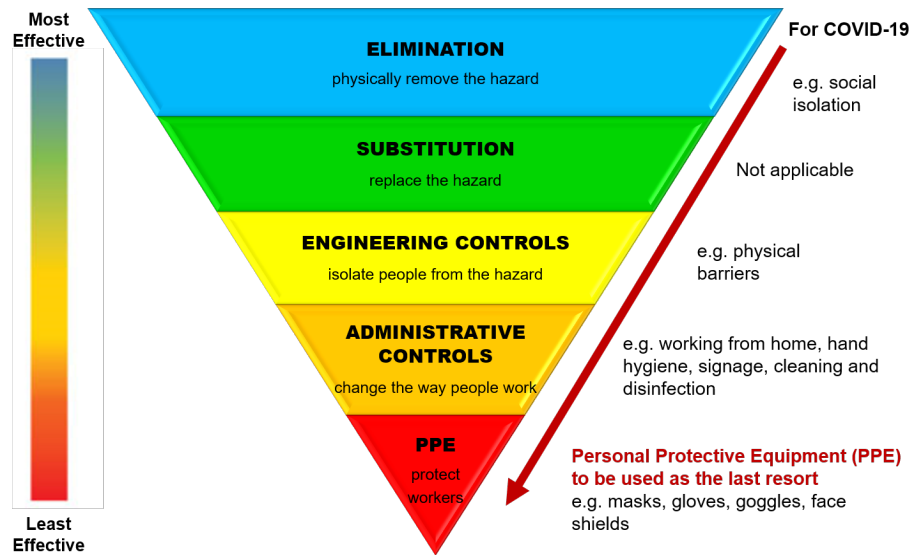 Most
Effective
ELIMINATION
physically remove the hazard
For COVID-19
e.g. social
isolation
SUBSTITUTION
replace the hazard
Not applicable
ENGINEERING CONTROLS
isolate people from the hazard
e.g. physical
barriers
ADMINISTRATIVE
CONTROLS
change the way people work
e.g. working from home, hand
hygiene, signage, cleaning and
disinfection
PPE
protect
workers
Personal Protective Equipment (PPE)
to be used as the last resort
e.g. masks, gloves, goggles, face
shields
Least
Effective